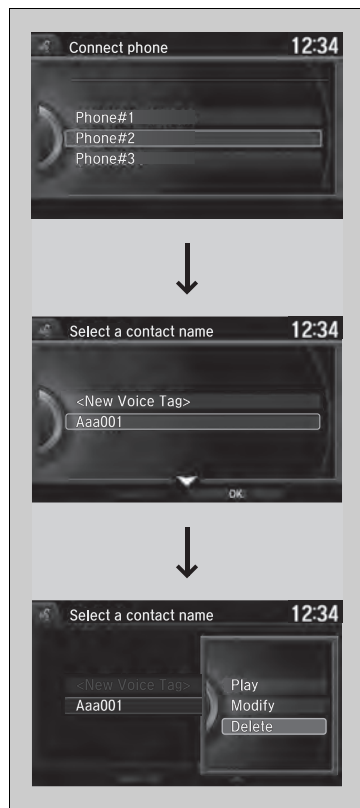 Connect phone 12:34
Phone#1
Phone#2
Phone#3
Select a contact name 12:34
<New Voice Tag>
Aaa001
OK
Select a contact name 12:34
<New Voice Tag>
Aaa001
Play
Modify
Delete